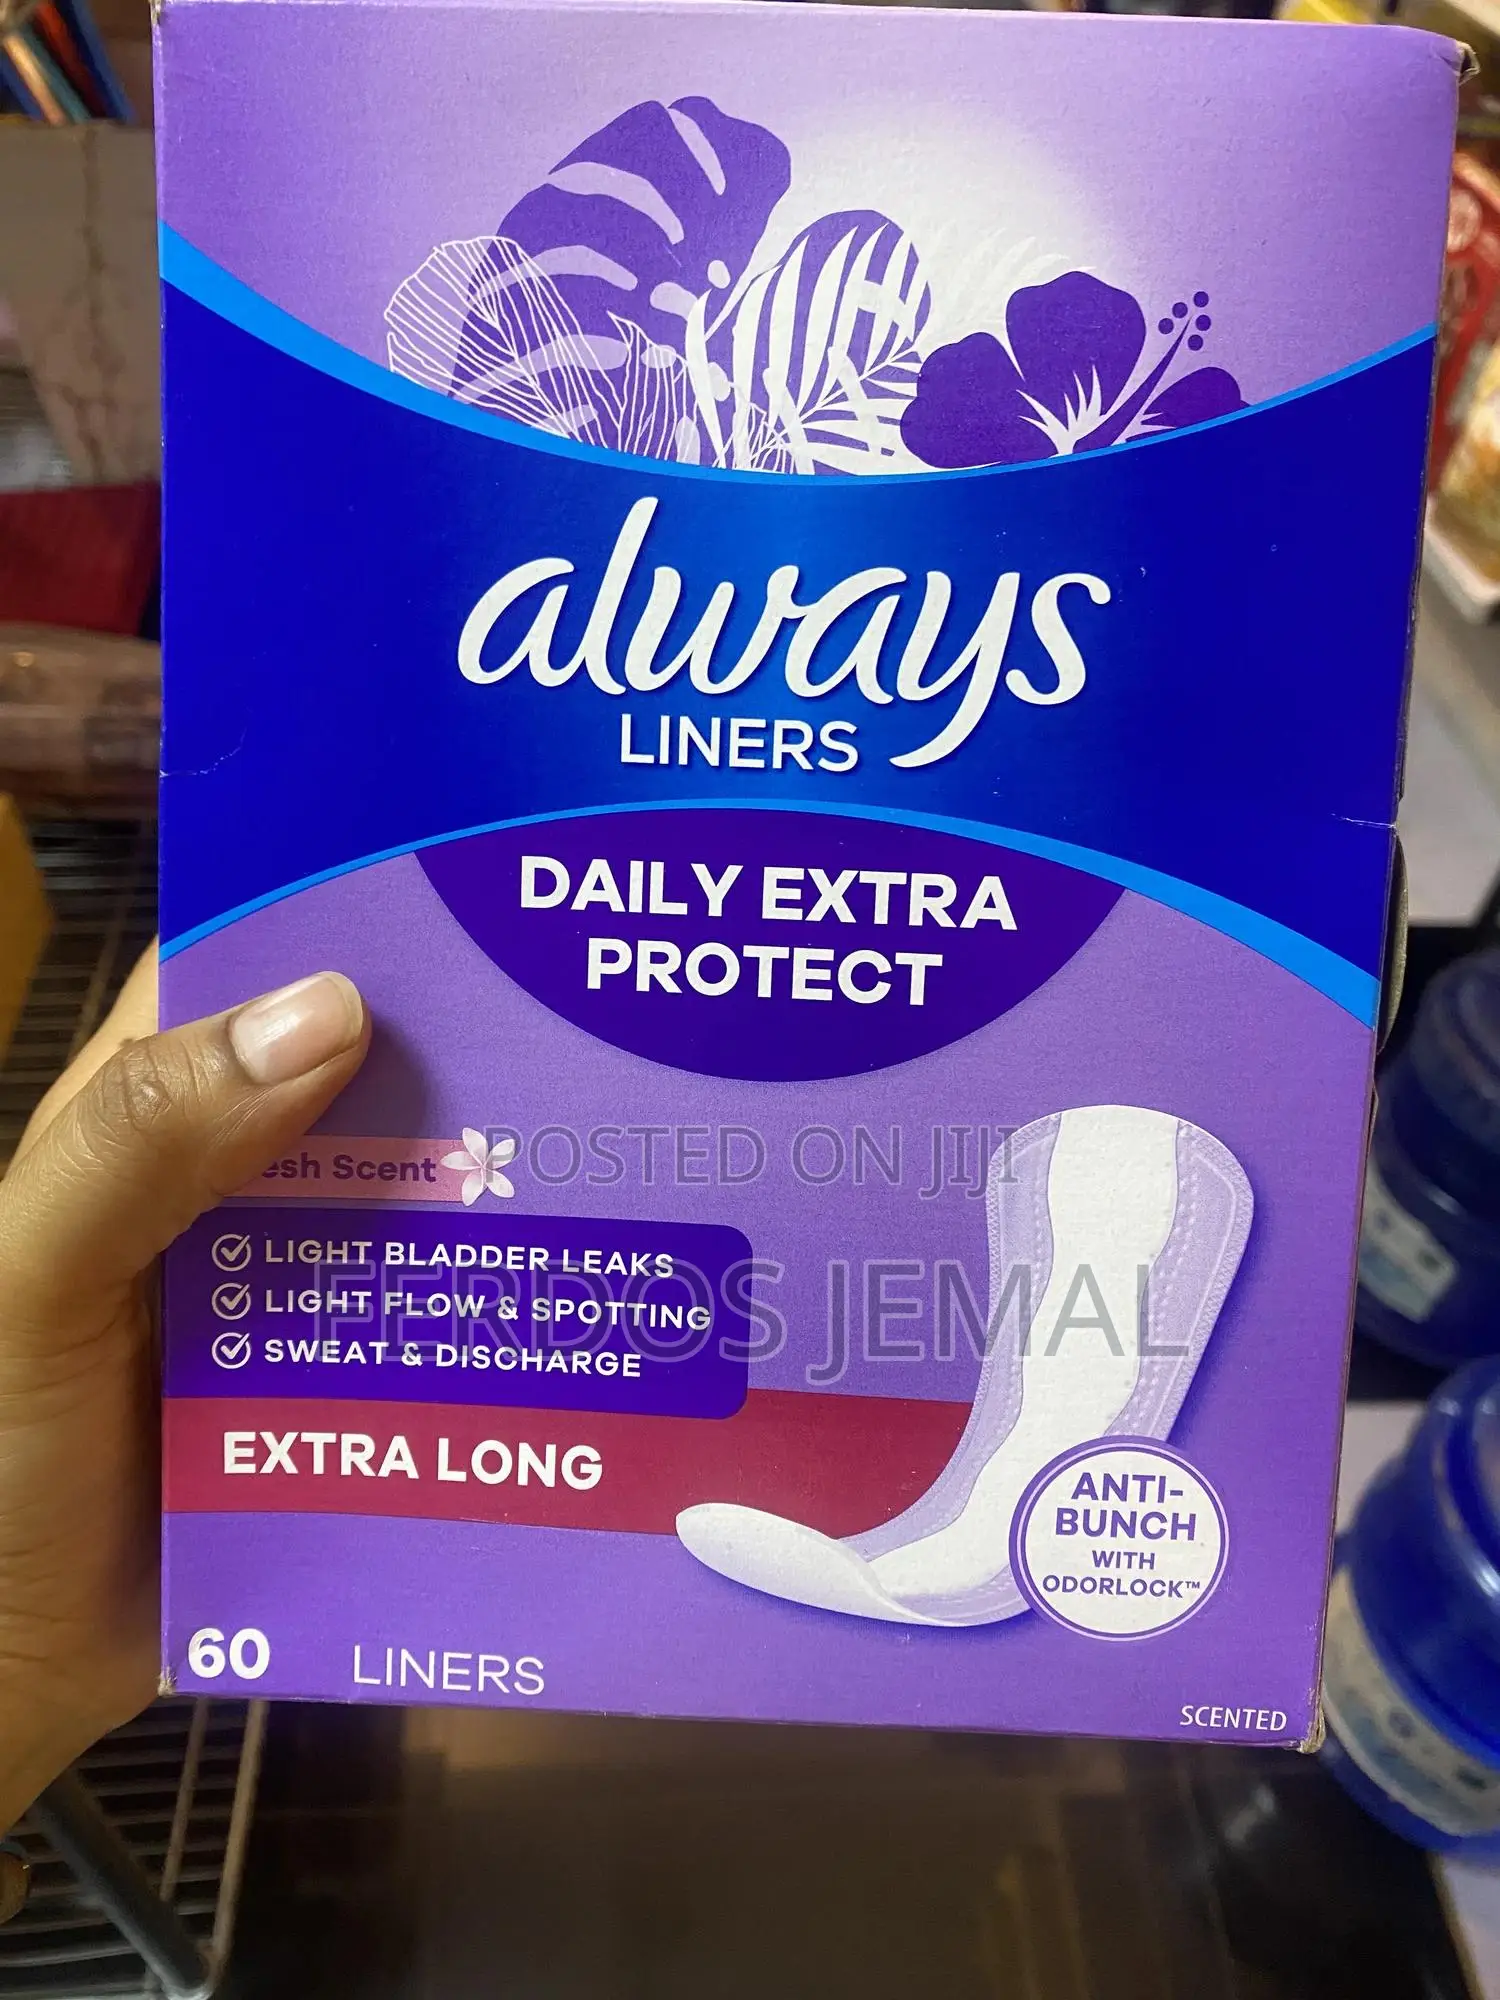 always
LINERS
DAILY EXTRA
PROTECT
Scent
POSTED ON JIJI
LIGHT BLADDER LEAKS
FERDOS JEMAL
LIGHT FLOW & SPOTTING
SWEAT & DISCHARGE
EXTRA LONG
ANTI-
BUNCH
WITH
ODORLOCK™
60 LINERS
SCENTED